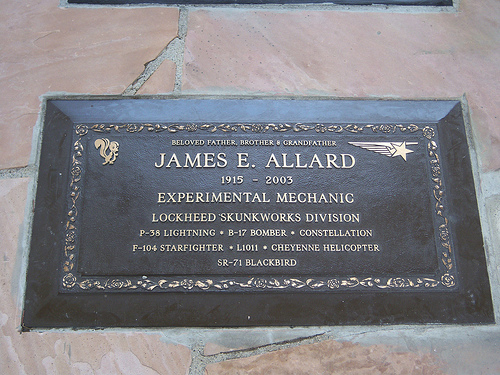 BELOVED FATHER, BROTHER & GRANDFATHER
JAMES E. ALLARD
1915 - 2003
EXPERIMENTAL MECHANIC
LOCKHEED SKUNKWORKS DIVISION
P-38 LIGHTNING • B-17 BOMBER • CONSTELLATION
F-104 STARFIGHTER • L1011 • CHEYENNE HELICOPTER
SR-71 BLACKBIRD